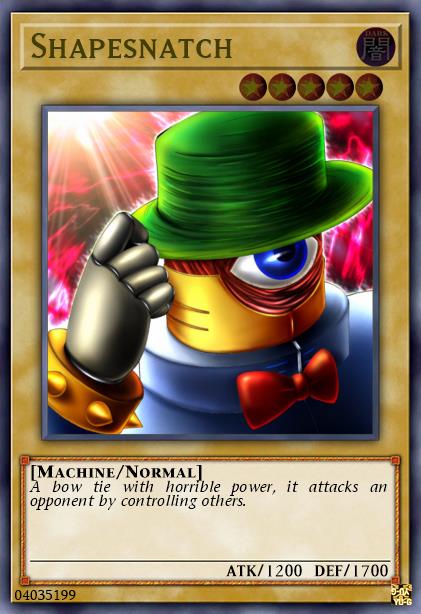 SHAPESNATCH
DARK
闇
[MACHINE/NORMAL]
A bow tie with horrible power, it attacks an
opponent by controlling others.
ATK/1200 DEF/1700
04035199